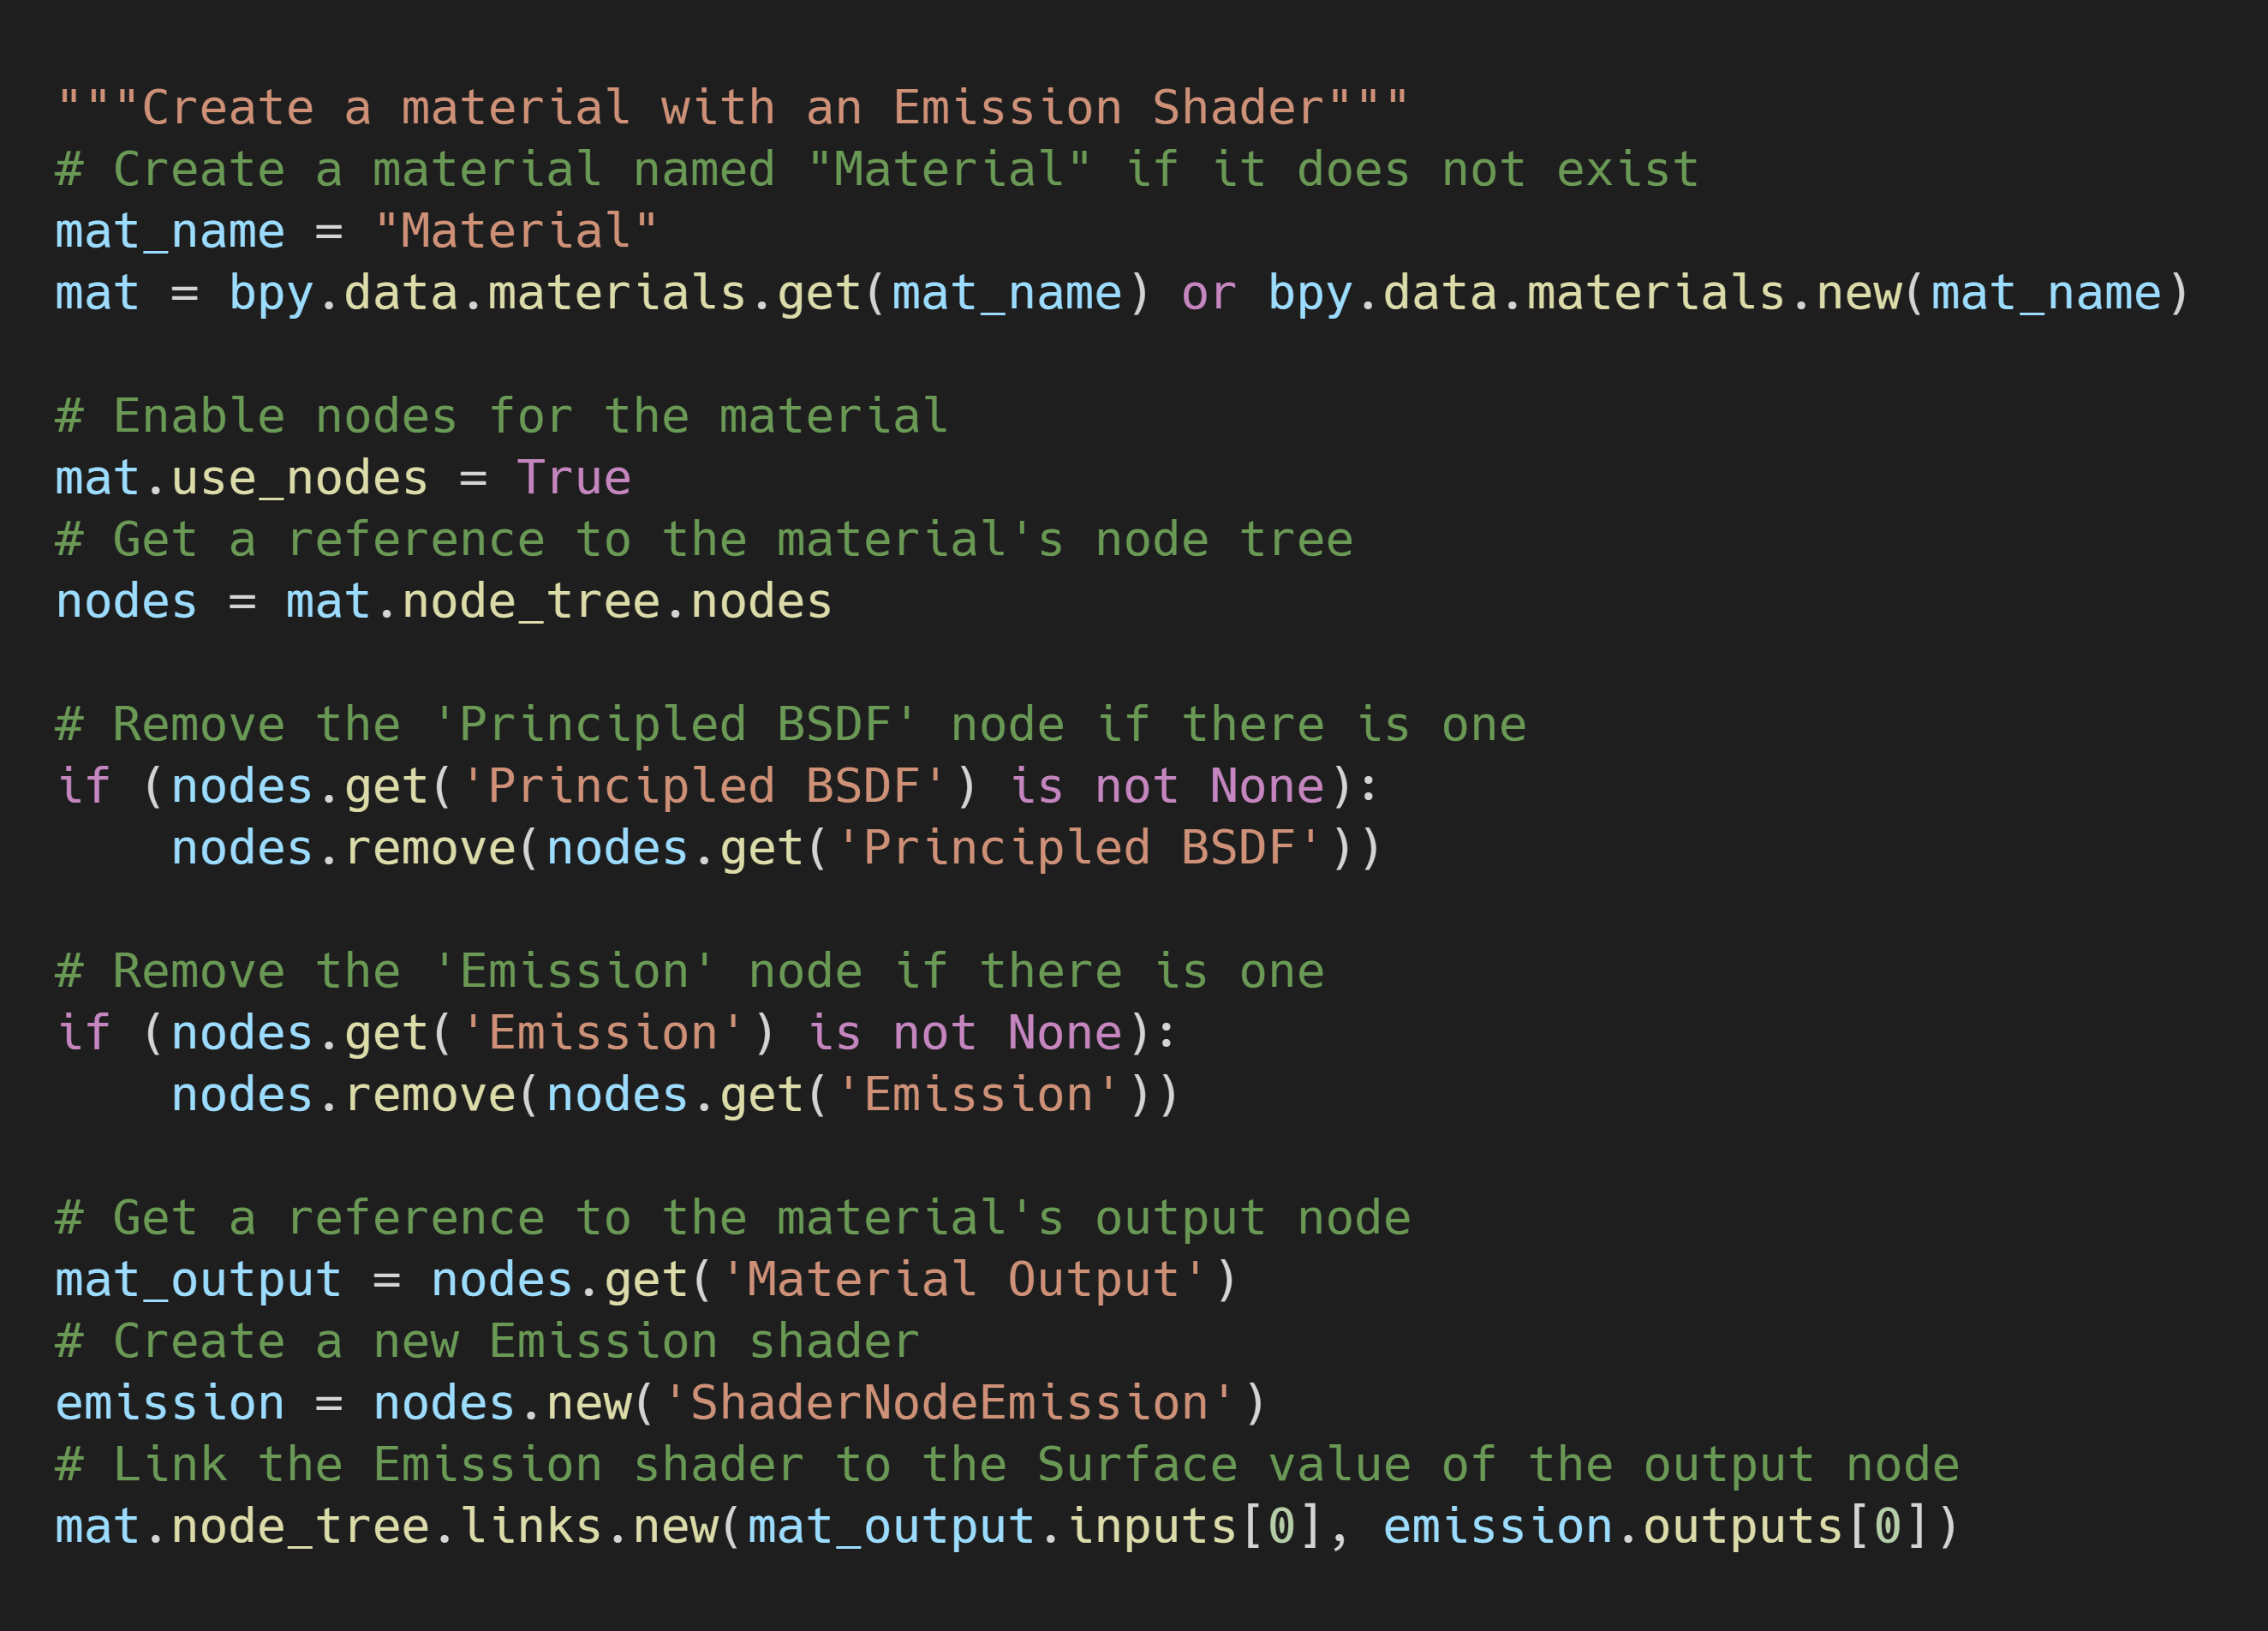 """Create a material with an Emission Shader"""
# Create a material named "Material" if it does not exist
mat_name = "Material"
mat = bpy.data.materials.get(mat_name) or bpy.data.materials.new(mat_name)

# Enable nodes for the material
mat.use_nodes = True
# Get a reference to the material's node tree
nodes = mat.node_tree.nodes

# Remove the 'Principled BSDF' node if there is one
if (nodes.get('Principled BSDF') is not None):
    nodes.remove(nodes.get('Principled BSDF'))

# Remove the 'Emission' node if there is one
if (nodes.get('Emission') is not None):
    nodes.remove(nodes.get('Emission'))

# Get a reference to the material's output node
mat_output = nodes.get('Material Output')
# Create a new Emission shader
emission = nodes.new('ShaderNodeEmission')
# Link the Emission shader to the Surface value of the output node
mat.node_tree.links.new(mat_output.inputs[0], emission.outputs[0])